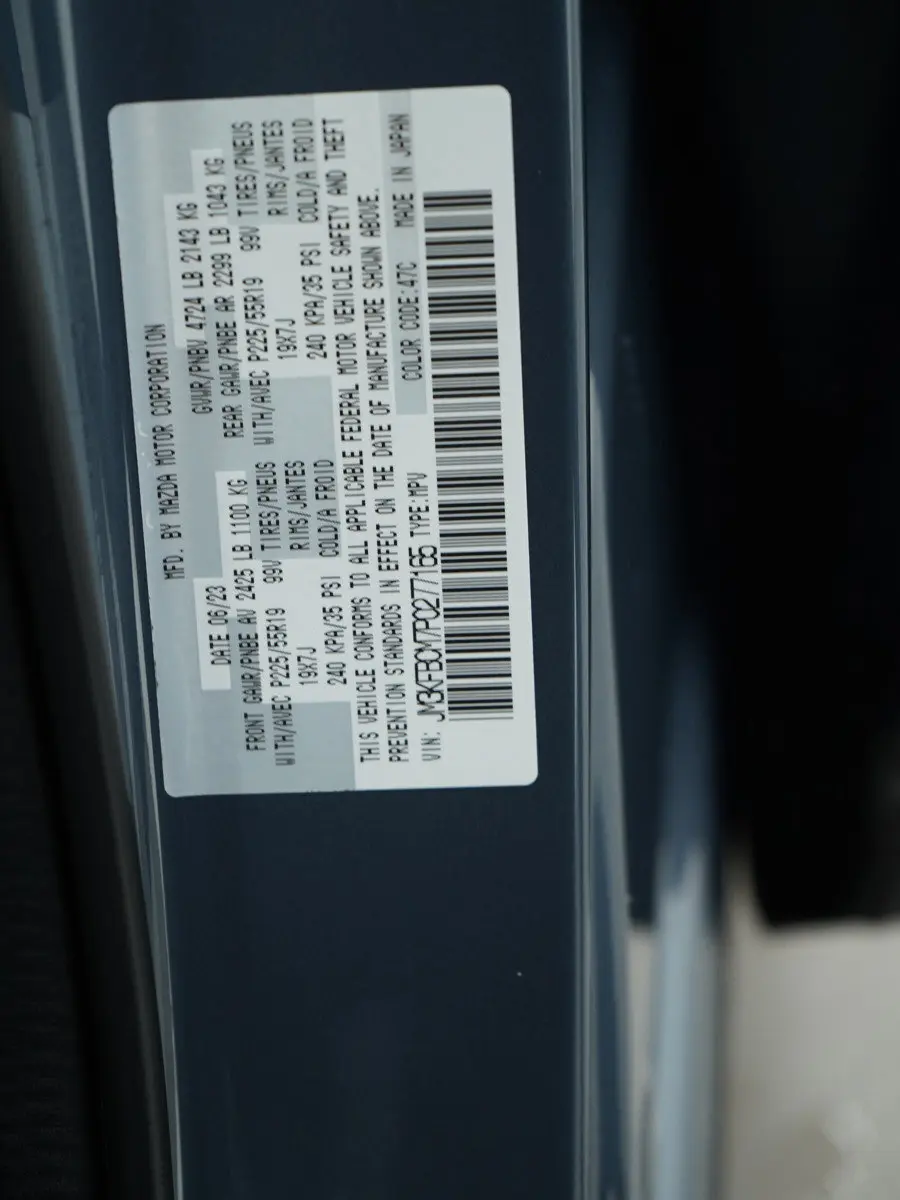 MFD. BY MAZDA MOTOR CORPORATION
DATE 06/23 GVWR/PNBV 4724 LB 2143 KG
FRONT GAWR/PNBE AV 2425 LB 1100 KG REAR GAWR/PNBE AR 2299 LB 1043 KG
WITH/AVEC P225/55R19 99V TIRES/PNEUS WITH/AVEC P225/55R19 99V TIRES/PNEUS
19X7J RIMS/JANTES 19X7J RIMS/JANTES
240 KPA/35 PSI COLD/A FROID 240 KPA/35 PSI COLD/A FROID
THIS VEHICLE CONFORMS TO ALL APPLICABLE FEDERAL MOTOR VEHICLE SAFETY AND THEFT
PREVENTION STANDARDS IN EFFECT ON THE DATE OF MANUFACTURE SHOWN ABOVE.
VIN: JM3KFBCM7P0277165 TYPE:MPV COLOR CODE:47C MADE IN JAPAN